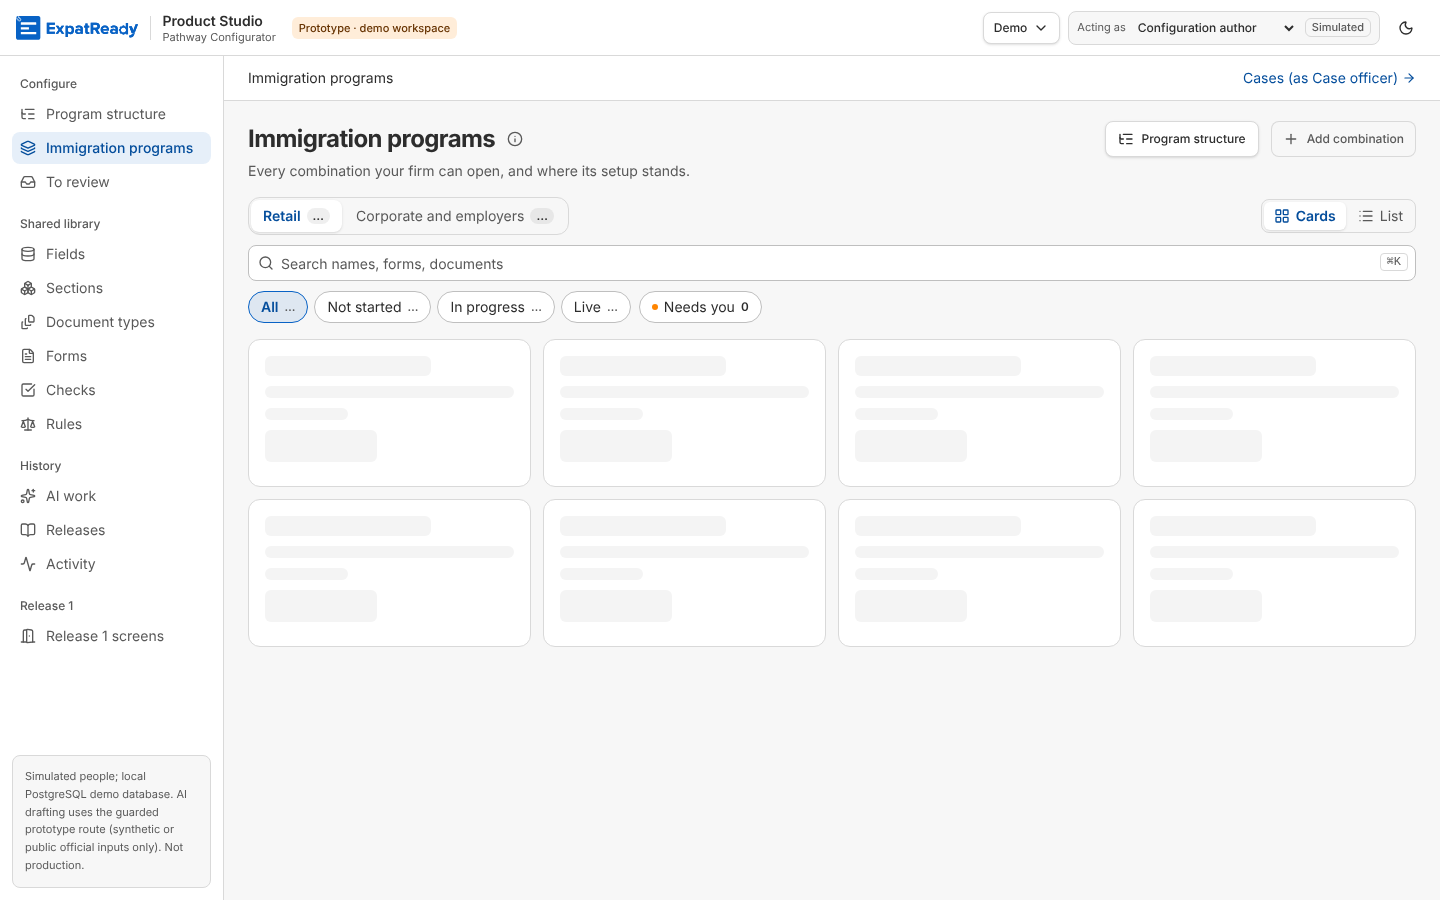 ExpatReady
Product Studio
Pathway Configurator
Prototype · demo workspace
Demo
Acting as Configuration author Simulated
Configure
Program structure
Immigration programs
To review
Shared library
Fields
Sections
Document types
Forms
Checks
Rules
History
AI work
Releases
Activity
Release 1
Release 1 screens
Simulated people; local
PostgreSQL demo database. AI
drafting uses the guarded
prototype route (synthetic or
public official inputs only). Not
production.
Immigration programs
Cases (as Case officer)
Immigration programs
Program structure
Add combination
Every combination your firm can open, and where its setup stands.
Retail ...
Corporate and employers ...
Cards
List
Search names, forms, documents
⌘K
All ...
Not started ...
In progress ...
Live ...
Needs you 0